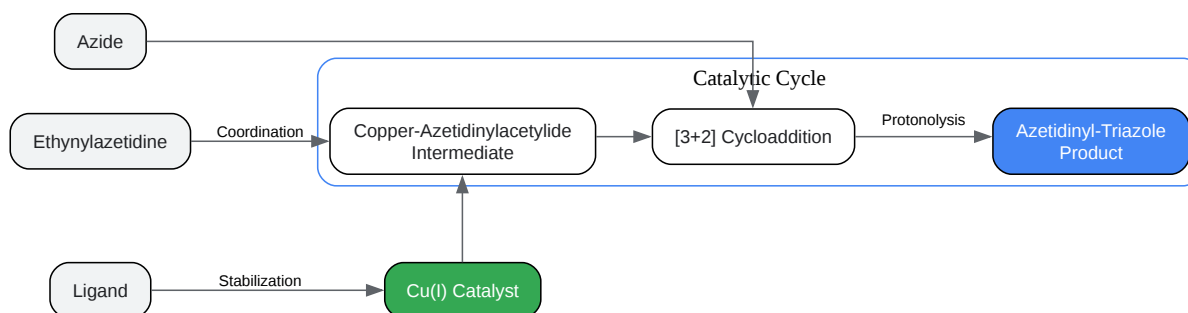 Azide
Catalytic Cycle
Ethynylazetidine
Coordination
Copper-Azetidinylacetylide
Intermediate
[3+2] Cycloaddition
Protonolysis
Azetidinyl-Triazole
Product
Ligand
Stabilization
Cu(I) Catalyst